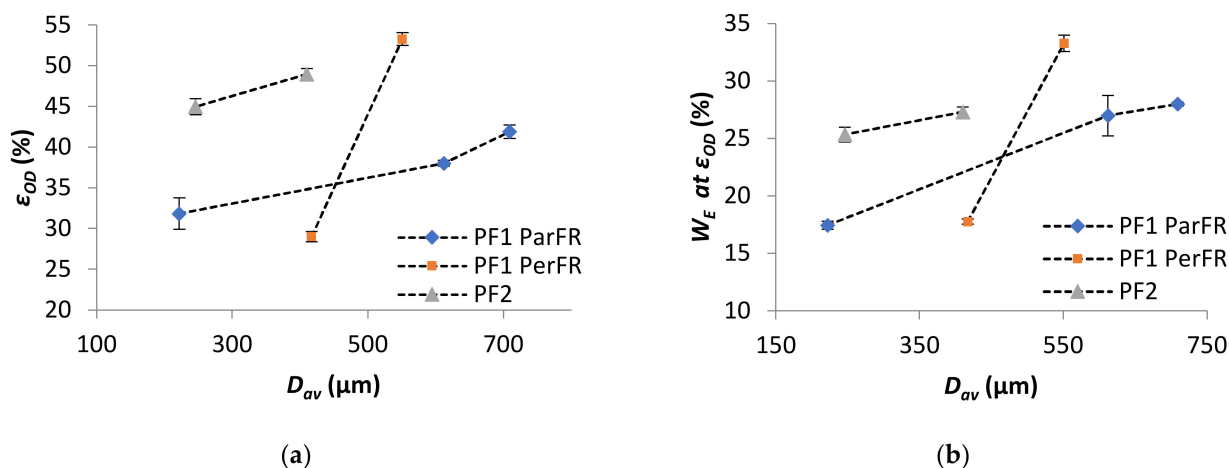 55
50
45
40
35
30
25
20
ε_OD (%)
100 300 500 700
D_av (μm)
PF1 ParFR
PF1 PerFR
PF2
(a)
40
35
30
25
20
15
10
W_E at ε_OD (%)
150 350 550 750
D_av (μm)
PF1 ParFR
PF1 PerFR
PF2
(b)